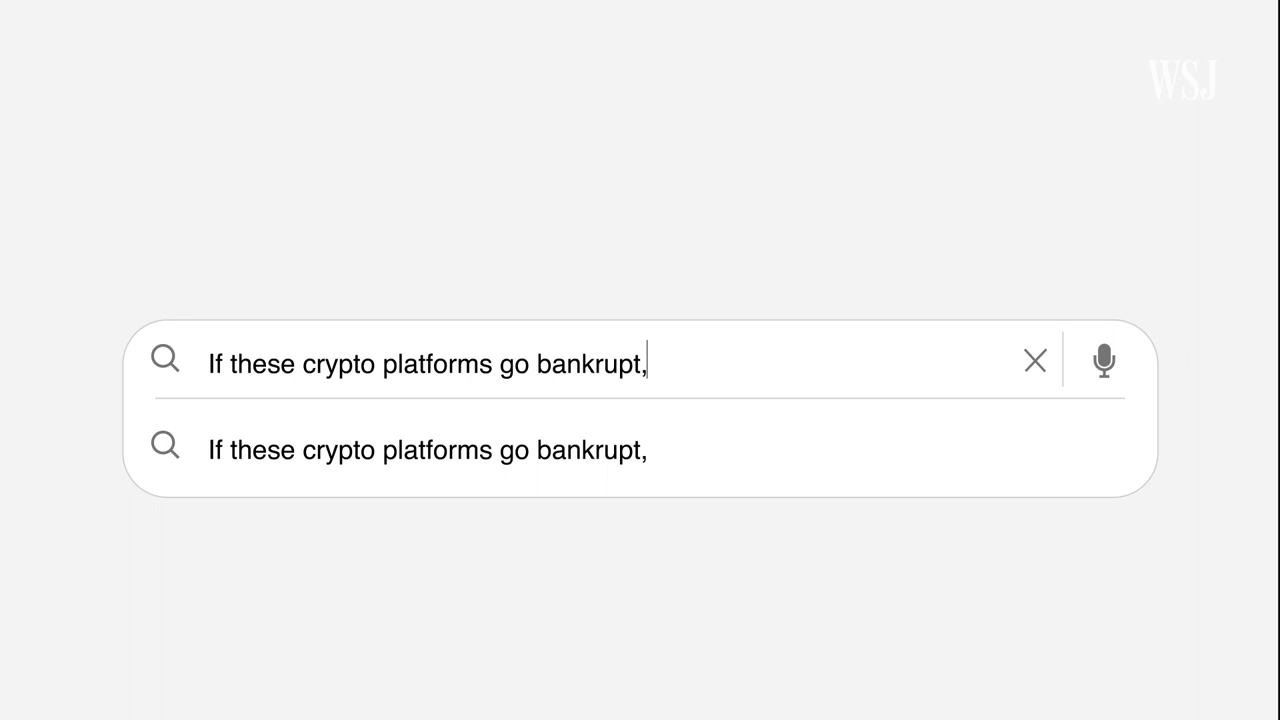 WSJ
If these crypto platforms go bankrupt,
If these crypto platforms go bankrupt,